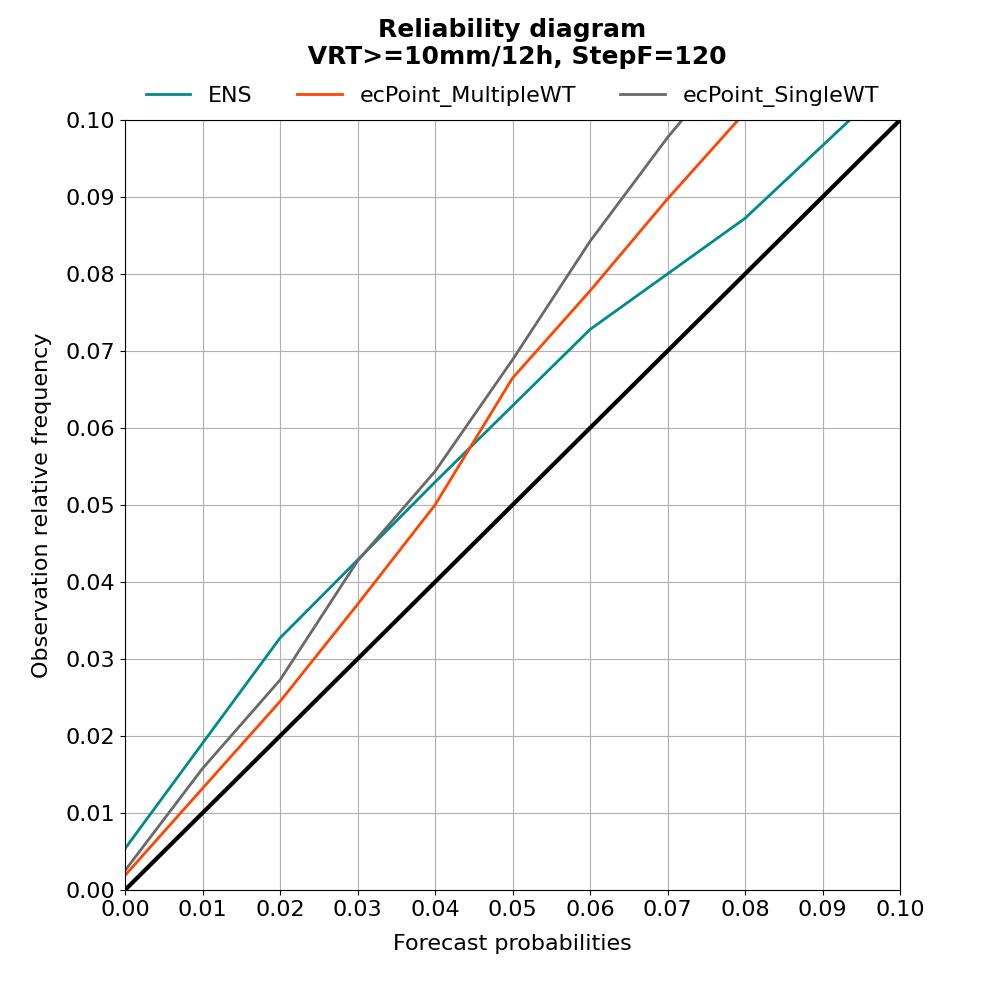 Reliability diagram
VRT>=10mm/12h, StepF=120
ENS ecPoint_MultipleWT ecPoint_SingleWT
0.10
0.09
0.08
0.07
0.06
0.05
0.04
0.03
0.02
0.01
0.00
Observation relative frequency
0.00 0.01 0.02 0.03 0.04 0.05 0.06 0.07 0.08 0.09 0.10
Forecast probabilities